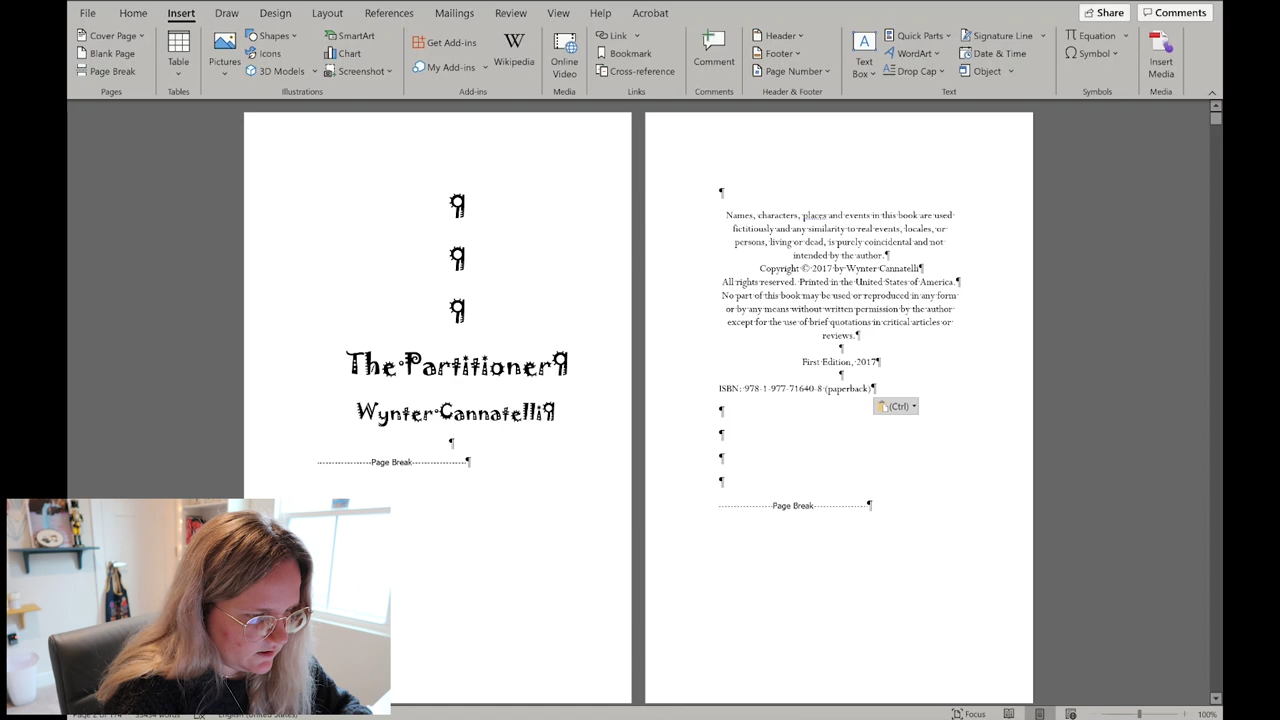 File Home Insert Draw Design Layout References Mailings Review View Help Acrobat Share Comments
Cover Page
Blank Page
Page Break
Pages
Table
Tables
Pictures
Shapes
Icons
3D Models
SmartArt
Chart
Screenshot
Illustrations
Get Add-ins
My Add-ins
Wikipedia
Add-ins
Online
Video
Media
Link
Bookmark
Cross-reference
Links
Comment
Comments
Header
Footer
Page Number
Header & Footer
Text
Box
Quick Parts
WordArt
Drop Cap
Signature Line
Date & Time
Object
Text
Equation
Symbol
Symbols
Insert
Media
Media
¶
¶
¶
The·Partitioner¶
Wynter·Cannatelli¶
¶
Page Break¶
¶
Names, characters, places and events in this book are used
fictitiously and any similarity to real events, locales, or
persons, living or dead, is purely coincidental and not
intended by the author.¶
Copyright © 2017 by Wynter Cannatelli¶
All rights reserved. Printed in the United States of America.¶
No part of this book may be used or reproduced in any form
or by any means without written permission by the author
except for the use of brief quotations in critical articles or
reviews.¶
¶
First Edition, 2017¶
¶
ISBN: 978-1-977-71640-8 (paperback)¶
(Ctrl)
¶
¶
¶
¶
Page Break¶
Focus 100%